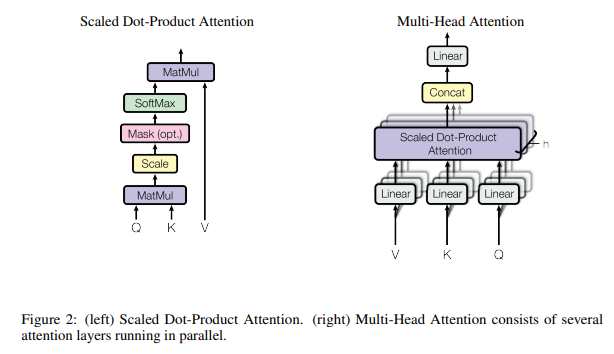 Scaled Dot-Product Attention
MatMul
SoftMax
Mask (opt.)
Scale
MatMul
Q K V
Multi-Head Attention
Linear
Concat
Scaled Dot-Product
Attention
h
Linear Linear Linear
V K Q
Figure 2: (left) Scaled Dot-Product Attention. (right) Multi-Head Attention consists of several
attention layers running in parallel.